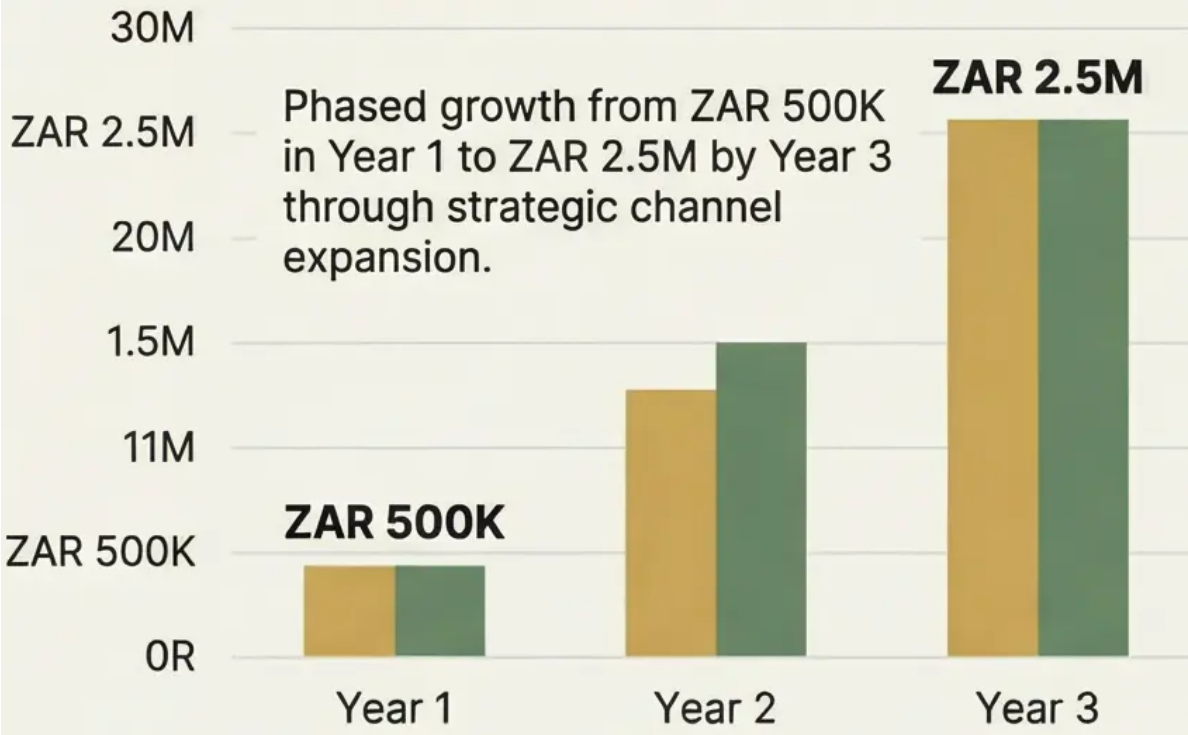 30M
ZAR 2.5M
ZAR 2.5M
Phased growth from ZAR 500K
in Year 1 to ZAR 2.5M by Year 3
through strategic channel
expansion.
20M
1.5M
11M
ZAR 500K
ZAR 500K
0R
Year 1
Year 2
Year 3